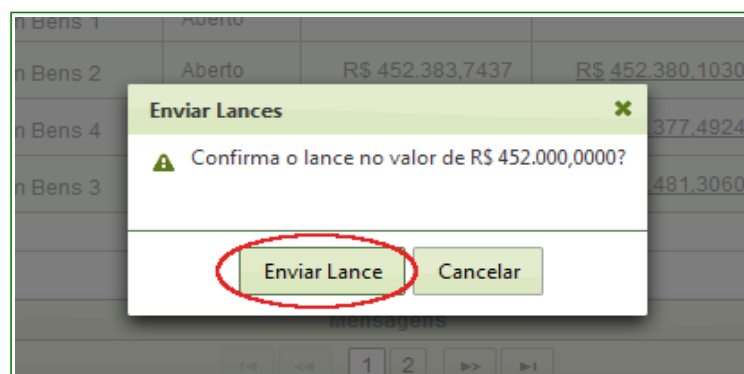 m Bens 1 Aberto
m Bens 2 Aberto R$ 452.383,7437 R$ 452.380,1030
Enviar Lances
m Bens 4 .377,4924
Confirma o lance no valor de R$ 452.000,0000?
m Bens 3 .481,3060
Enviar Lance Cancelar
Mensagens
1 2